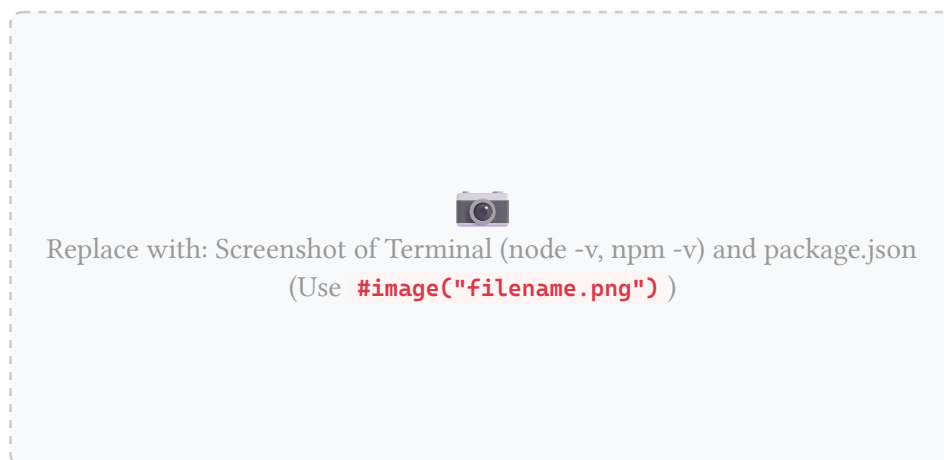 Replace with: Screenshot of Terminal (node -v, npm -v) and package.json
(Use #image("filename.png") )